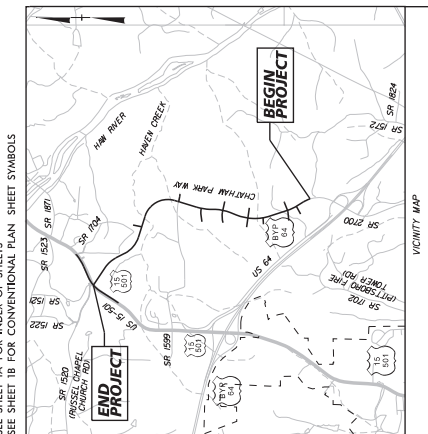 SEE SHEET 1B FOR CONVENTIONAL PLAN SHEET SYMBOLS
SR 1522
SR 1521
SR 1523
SR 1871
SR 1704
SR 1520
(RUSSEL CHAPEL
CHURCH RD)
US 15-501
15
501
END
PROJECT
HAW RIVER
HAVEN CREEK
CHATHAM PARK WAY
BEGIN
PROJECT
BYP
64
US 64
SR 1599
15
501
BYP
64
SR 2700
SR 1702
(PITTSBORO FIRE
TOWER RD)
15
501
SR 1572
SR 1824
VICINITY MAP